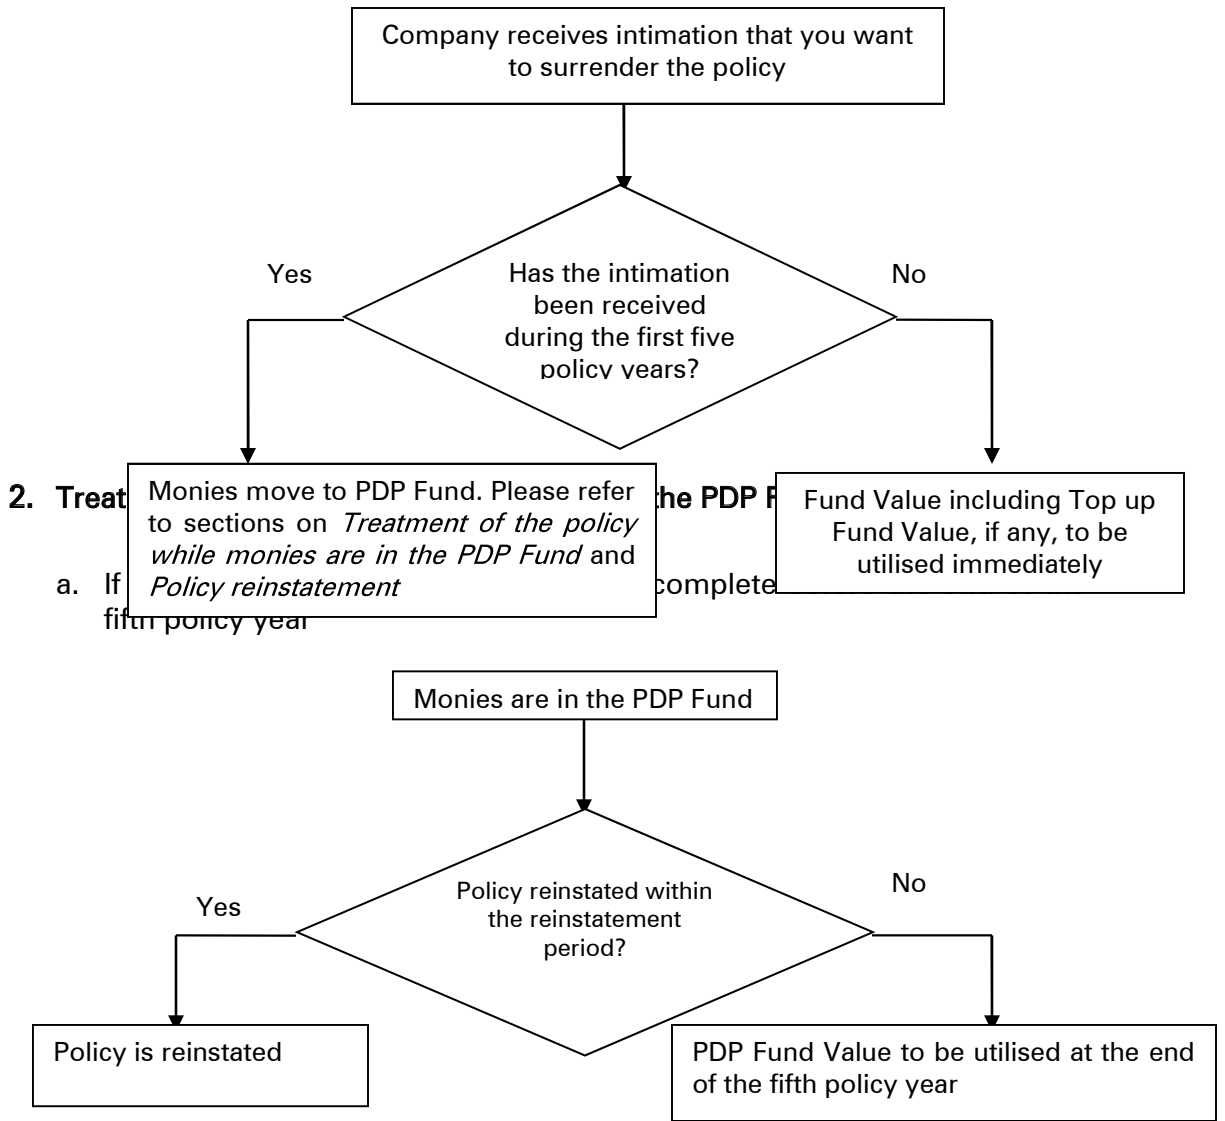 Company receives intimation that you want
to surrender the policy
Yes
No
Has the intimation
been received
during the first five
policy years?
2. Treat
the PDP F
Monies move to PDP Fund. Please refer
to sections on Treatment of the policy
while monies are in the PDP Fund and
Policy reinstatement
Fund Value including Top up
Fund Value, if any, to be
utilised immediately
a. If
complete
fifth policy year
Monies are in the PDP Fund
Yes
No
Policy reinstated within
the reinstatement
period?
Policy is reinstated
PDP Fund Value to be utilised at the end
of the fifth policy year